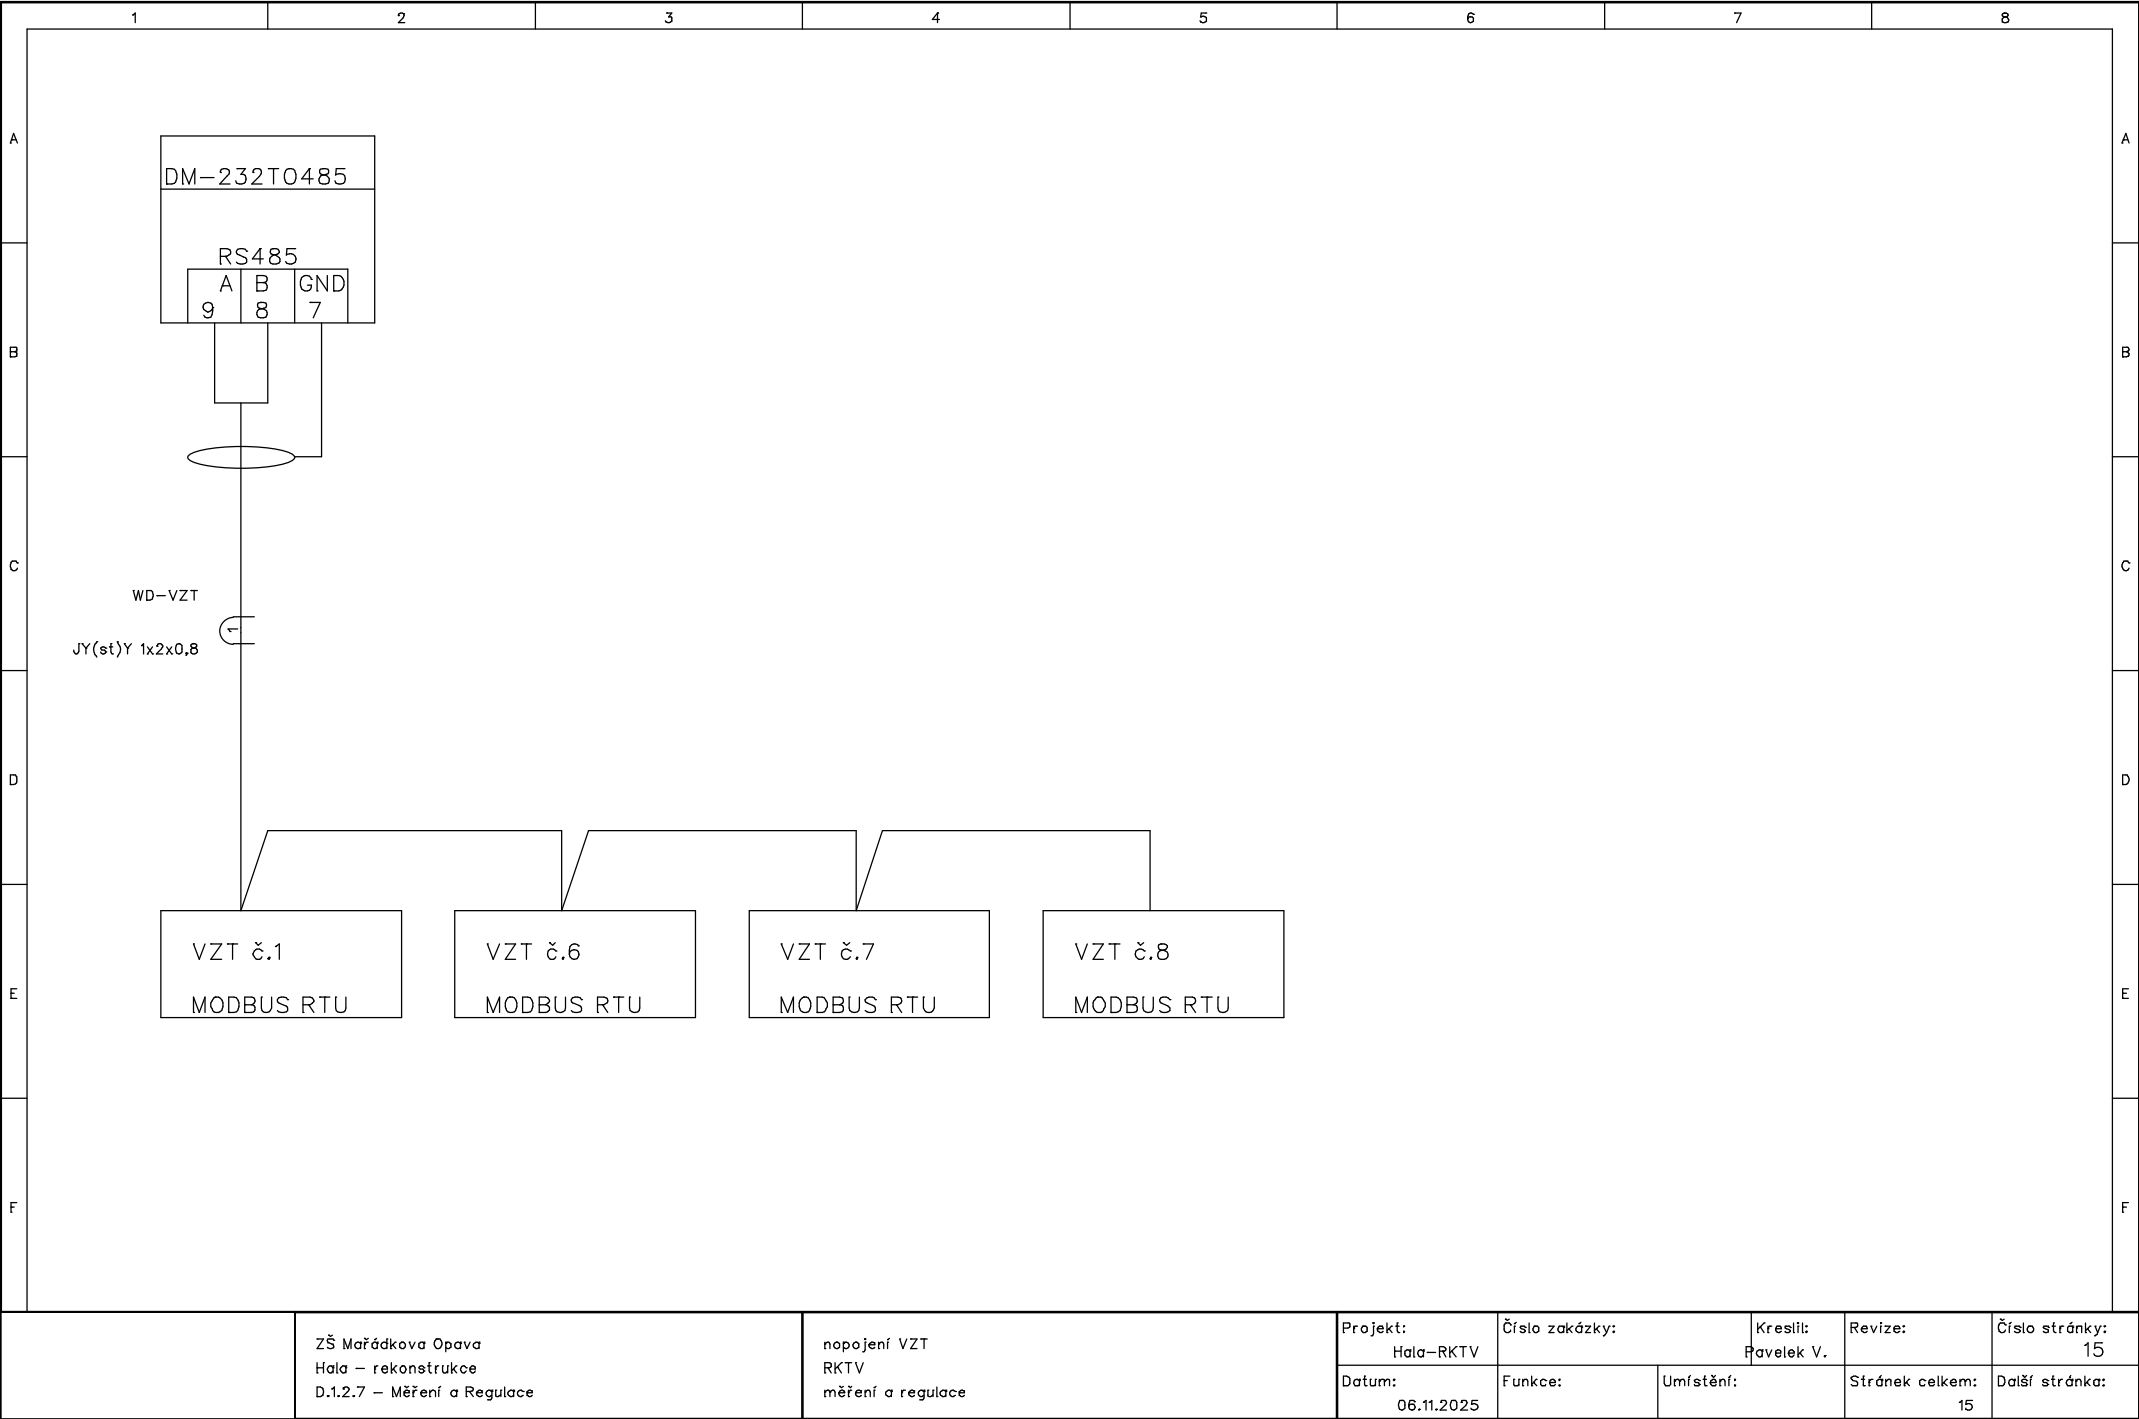 1 2 3 4 5 6 7 8
A A
DM-232TO485
RS485
A B GND
9 8 7
B B
C C
WD-VZT
1
JY(st)Y 1x2x0,8
D D
VZT č.1 VZT č.6 VZT č.7 VZT č.8
MODBUS RTU MODBUS RTU MODBUS RTU MODBUS RTU
E E
F F
ZŠ Mařádkova Opava
Hala – rekonstrukce
D.1.2.7 – Měření a Regulace
nopojení VZT
RKTV
měření a regulace
Projekt: Číslo zakázky: Kreslil: Revize: Číslo stránky:
Hala-RKTV Pavelek V. 15
Datum: Funkce: Umístění: Stránek celkem: Další stránka:
06.11.2025 15